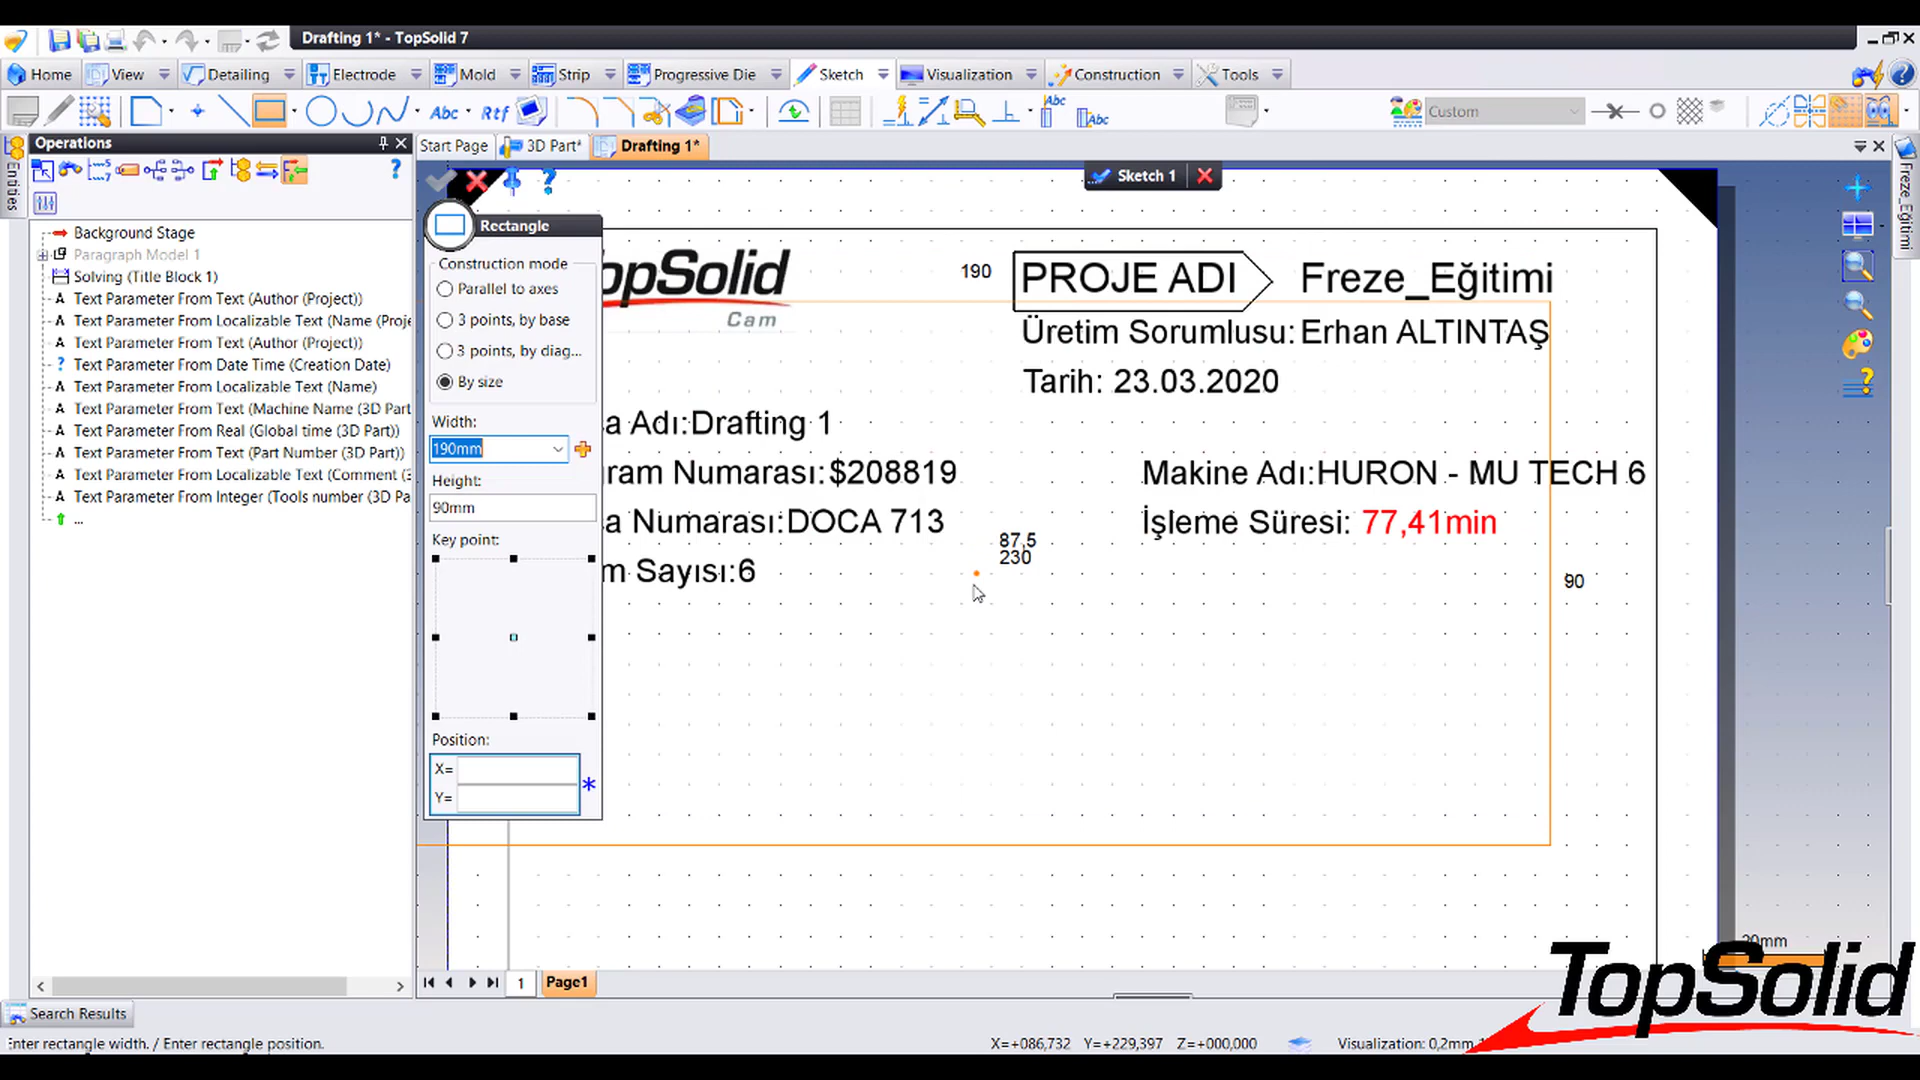 Drafting 1* - TopSolid 7
Home
View
Detailing
Electrode
Mold
Strip
Progressive Die
Sketch
Visualization
Construction
Tools
Abc
Rtf
Abc
Abc
Custom
Operations
Start Page
3D Part*
Drafting 1*
Entities
Freze_Eğitimi
Background Stage
Paragraph Model 1
Solving (Title Block 1)
Text Parameter From Text (Author (Project))
Text Parameter From Localizable Text (Name (Proje
Text Parameter From Text (Author (Project))
Text Parameter From Date Time (Creation Date)
Text Parameter From Localizable Text (Name)
Text Parameter From Text (Machine Name (3D Part
Text Parameter From Real (Global time (3D Part))
Text Parameter From Text (Part Number (3D Part))
Text Parameter From Localizable Text (Comment (3
Text Parameter From Integer (Tools number (3D Pa
...
Sketch 1
Rectangle
Construction mode
Parallel to axes
3 points, by base
3 points, by diag...
By size
Width:
190mm
Height:
90mm
Key point:
Position:
X=
Y=
opSolid
Cam
190
PROJE ADI
Freze_Eğitimi
Üretim Sorumlusu: Erhan ALTINTAŞ
Tarih: 23.03.2020
a Adı:Drafting 1
ram Numarası:$208819
Makine Adı:HURON - MU TECH 6
a Numarası:DOCA 713
İşleme Süresi: 77,41min
m Sayısı:6
87,5
230
90
20mm
1
Page1
Search Results
Enter rectangle width. / Enter rectangle position.
X=+086,732 Y=+229,397 Z=+000,000
Visualization: 0,2mm
TopSolid